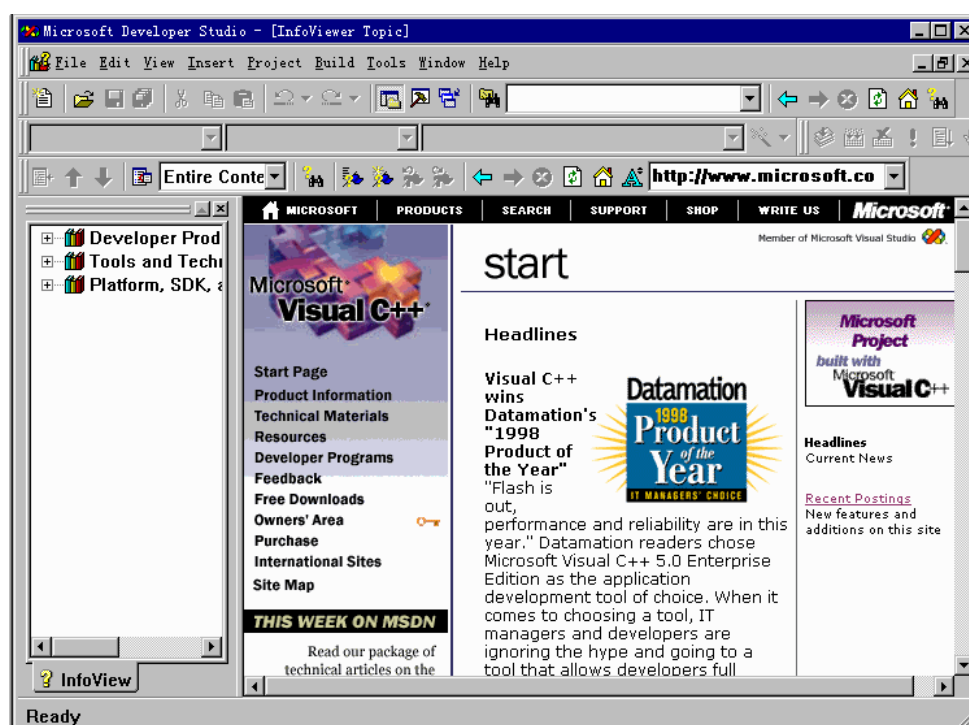 Microsoft Developer Studio - [InfoViewer Topic]
File Edit View Insert Project Build Tools Window Help
Entire Conte
http://www.microsoft.co
Developer Prod
Tools and Techn
Platform, SDK, a
InfoView
MICROSOFT PRODUCTS SEARCH SUPPORT SHOP WRITE US Microsoft
Microsoft
Visual C++
Start Page
Product Information
Technical Materials
Resources
Developer Programs
Feedback
Free Downloads
Owners' Area
Purchase
International Sites
Site Map
THIS WEEK ON MSDN
Read our package of
technical articles on the
Member of Microsoft Visual Studio
start
Headlines
Visual C++
wins
Datamation's
"1998
Product of
the Year"
"Flash is
out,
performance and reliability are in this
year." Datamation readers chose
Microsoft Visual C++ 5.0 Enterprise
Edition as the application
development tool of choice. When it
comes to choosing a tool, IT
managers and developers are
ignoring the hype and going to a
tool that allows developers full
Datamation
1998
Product
of the
Year
IT MANAGERS' CHOICE
Microsoft
Project
built with
Microsoft
Visual C++
Headlines
Current News
Recent Postings
New features and
additions on this site
Ready